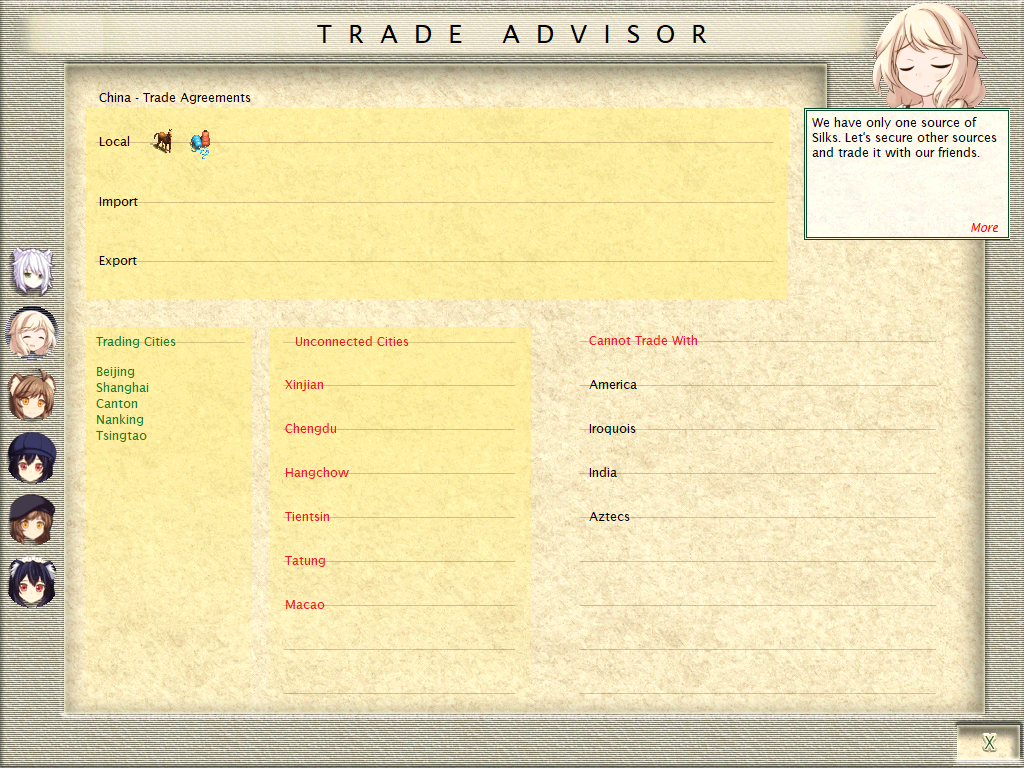 TRADE ADVISOR
China - Trade Agreements
Local
Import
Export
We have only one source of
Silks. Let's secure other sources
and trade it with our friends.
More
Trading Cities
Beijing
Shanghai
Canton
Nanking
Tsingtao
Unconnected Cities
Xinjian
Chengdu
Hangchow
Tientsin
Tatung
Macao
Cannot Trade With
America
Iroquois
India
Aztecs
X